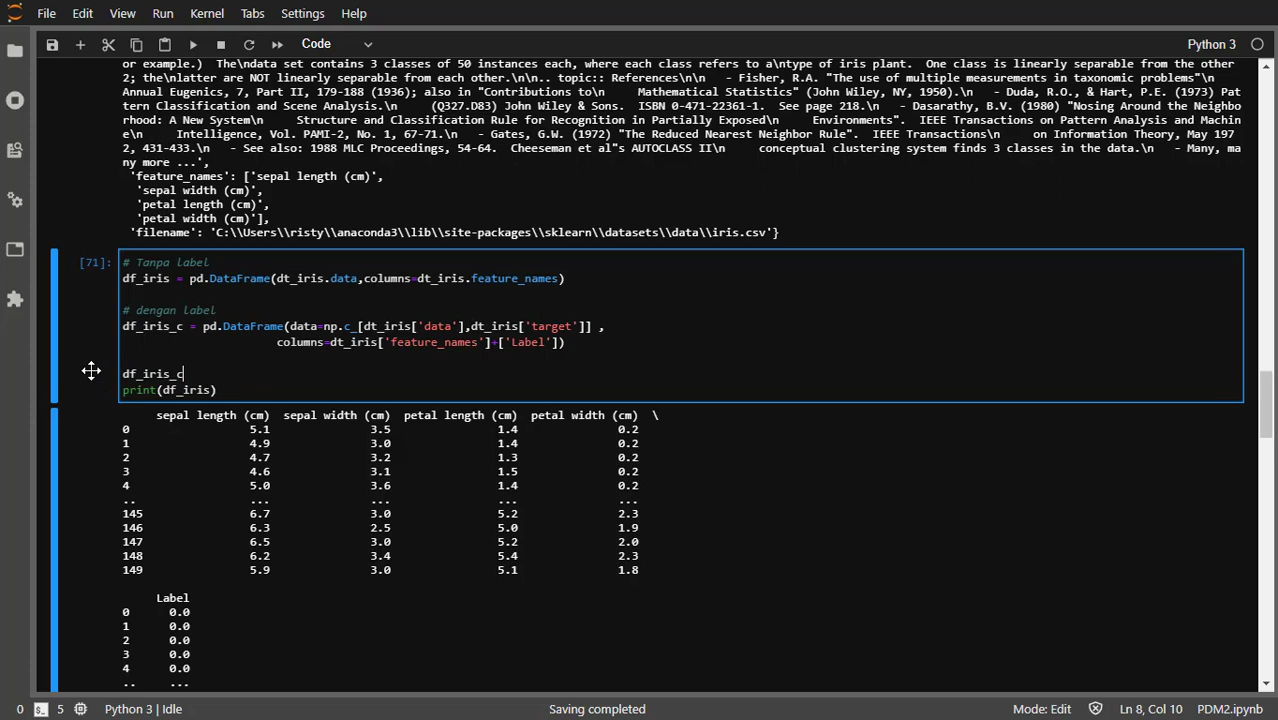 File Edit View Run Kernel Tabs Settings Help
Code
Python 3
or example.)  The\ndata set contains 3 classes of 50 instances each, where each class refers to a\ntype of iris plant.  One class is linearly separable from the other
2; the\nlatter are NOT linearly separable from each other.\n\n.. topic:: References\n\n   - Fisher, R.A. "The use of multiple measurements in taxonomic problems"\n
Annual Eugenics, 7, Part II, 179-188 (1936); also in "Contributions to\n     Mathematical Statistics" (John Wiley, NY, 1950).\n   - Duda, R.O., & Hart, P.E. (1973) Pat
tern Classification and Scene Analysis.\n     (Q327.D83) John Wiley & Sons.  ISBN 0-471-22361-1.  See page 218.\n   - Dasarathy, B.V. (1980) "Nosing Around the Neighbo
rhood: A New System\n     Structure and Classification Rule for Recognition in Partially Exposed\n     Environments".  IEEE Transactions on Pattern Analysis and Machin
e\n     Intelligence, Vol. PAMI-2, No. 1, 67-71.\n   - Gates, G.W. (1972) "The Reduced Nearest Neighbor Rule".  IEEE Transactions\n     on Information Theory, May 197
2, 431-433.\n   - See also: 1988 MLC Proceedings, 54-64.  Cheeseman et al"s AUTOCLASS II\n     conceptual clustering system finds 3 classes in the data.\n   - Many, ma
ny more ...',
'feature_names': ['sepal length (cm)',
'sepal width (cm)',
'petal length (cm)',
'petal width (cm)'],
'filename': 'C:\\Users\\risty\\anaconda3\\lib\\site-packages\\sklearn\\datasets\\data\\iris.csv'}
[71]: # Tanpa label
df_iris = pd.DataFrame(dt_iris.data,columns=dt_iris.feature_names)
# dengan label
df_iris_c = pd.DataFrame(data=np.c_[dt_iris['data'],dt_iris['target']] ,
columns=dt_iris['feature_names']+['Label'])
df_iris_c
print(df_iris)
sepal length (cm)  sepal width (cm)  petal length (cm)  petal width (cm)  \
0 5.1 3.5 1.4 0.2
1 4.9 3.0 1.4 0.2
2 4.7 3.2 1.3 0.2
3 4.6 3.1 1.5 0.2
4 5.0 3.6 1.4 0.2
.. ... ... ... ...
145 6.7 3.0 5.2 2.3
146 6.3 2.5 5.0 1.9
147 6.5 3.0 5.2 2.0
148 6.2 3.4 5.4 2.3
149 5.9 3.0 5.1 1.8
Label
0 0.0
1 0.0
2 0.0
3 0.0
4 0.0
.. ...
0 5 Python 3 | Idle Saving completed Mode: Edit Ln 8, Col 10 PDM2.ipynb